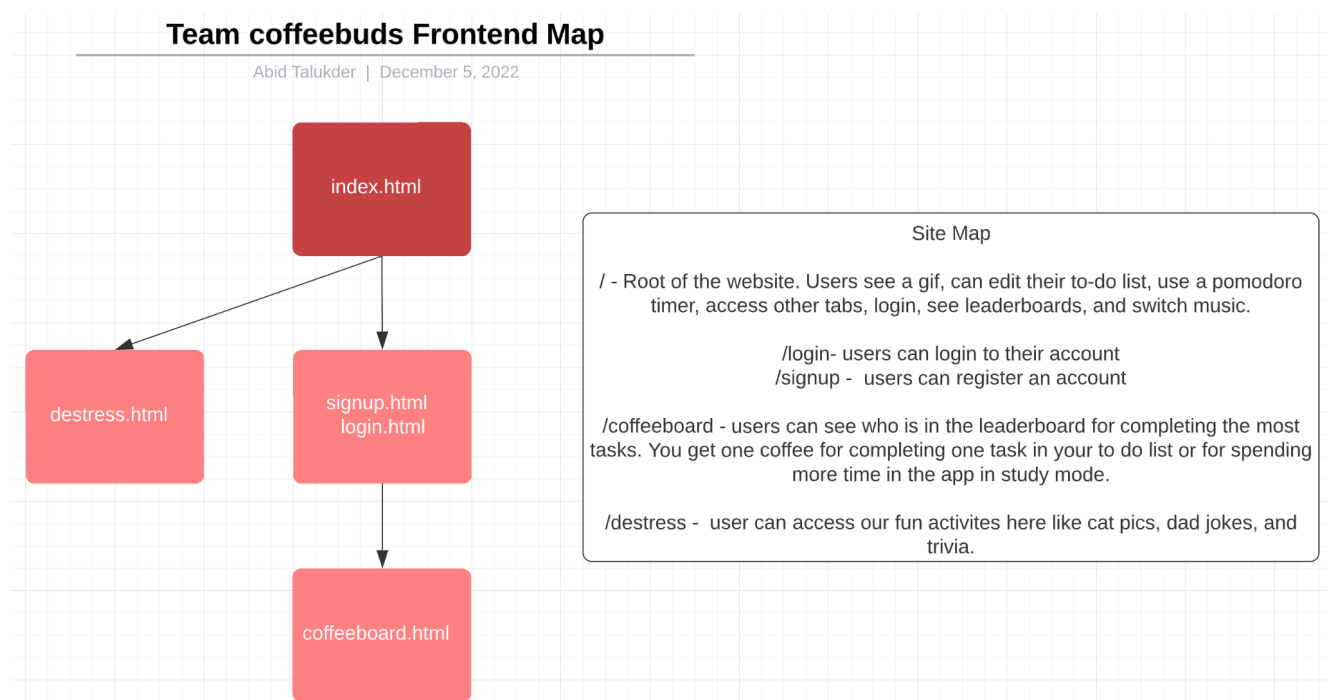 Team coffeebuds Frontend Map
Abid Talukder | December 5, 2022
index.html
destress.html
signup.html
login.html
coffeeboard.html
Site Map
/ - Root of the website. Users see a gif, can edit their to-do list, use a pomodoro
timer, access other tabs, login, see leaderboards, and switch music.
/login- users can login to their account
/signup - users can register an account
/coffeeboard - users can see who is in the leaderboard for completing the most
tasks. You get one coffee for completing one task in your to do list or for spending
more time in the app in study mode.
/destress - user can access our fun activites here like cat pics, dad jokes, and
trivia.